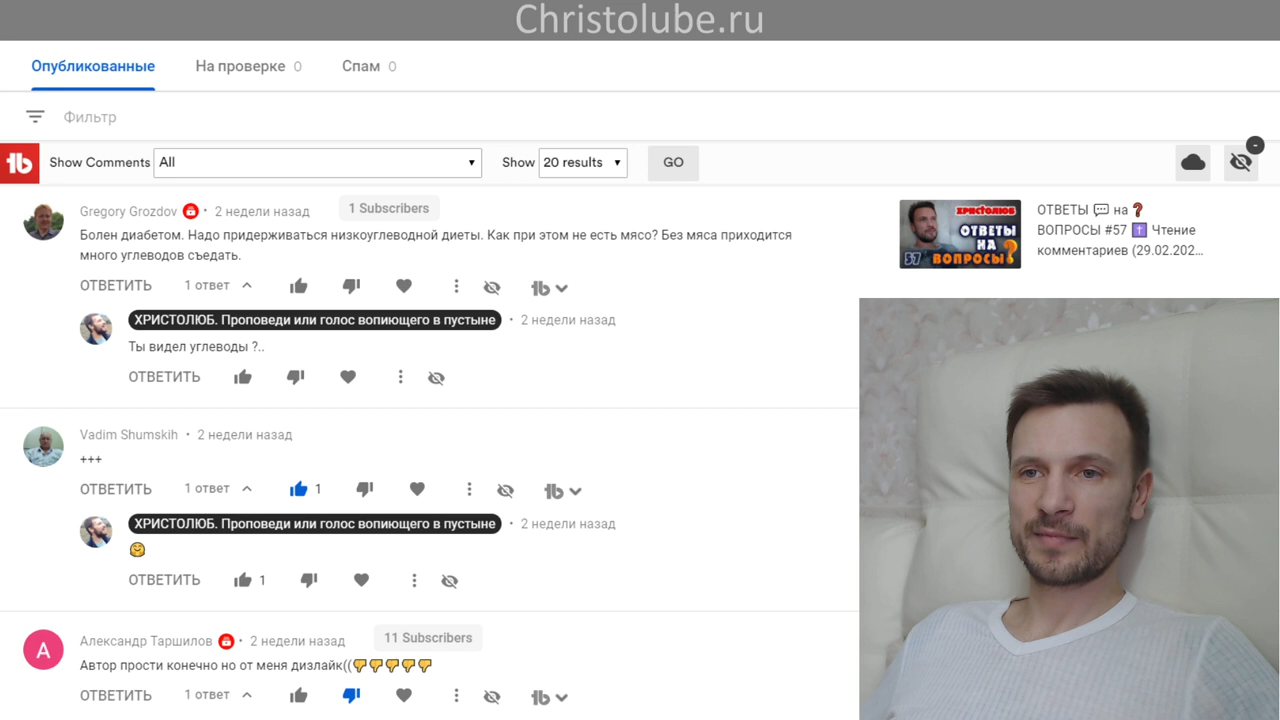 Christolube.ru
Опубликованные На проверке 0 Спам 0
Фильтр
tb Show Comments All Show 20 results GO -
Gregory Grozdov • 2 недели назад 1 Subscribers
Болен диабетом. Надо придерживаться низкоуглеводной диеты. Как при этом не есть мясо? Без мяса приходится
много углеводов съедать.
ОТВЕТИТЬ 1 ответ tb
ХРИСТОЛЮБ. Проповеди или голос вопиющего в пустыне • 2 недели назад
Ты видел углеводы ?..
ОТВЕТИТЬ
Vadim Shumskih • 2 недели назад
+++
ОТВЕТИТЬ 1 ответ 1 tb
ХРИСТОЛЮБ. Проповеди или голос вопиющего в пустыне • 2 недели назад
ОТВЕТИТЬ 1
А Александр Таршилов • 2 недели назад 11 Subscribers
Автор прости конечно но от меня дизлайк((👎👎👎👎👎
ОТВЕТИТЬ 1 ответ tb
ХРИСТОЛЮБ
ОТВЕТЫ
НА
57 ВОПРОСЫ?
ОТВЕТЫ 💬 на ❓
ВОПРОСЫ #57 ✝️ Чтение
комментариев (29.02.202...